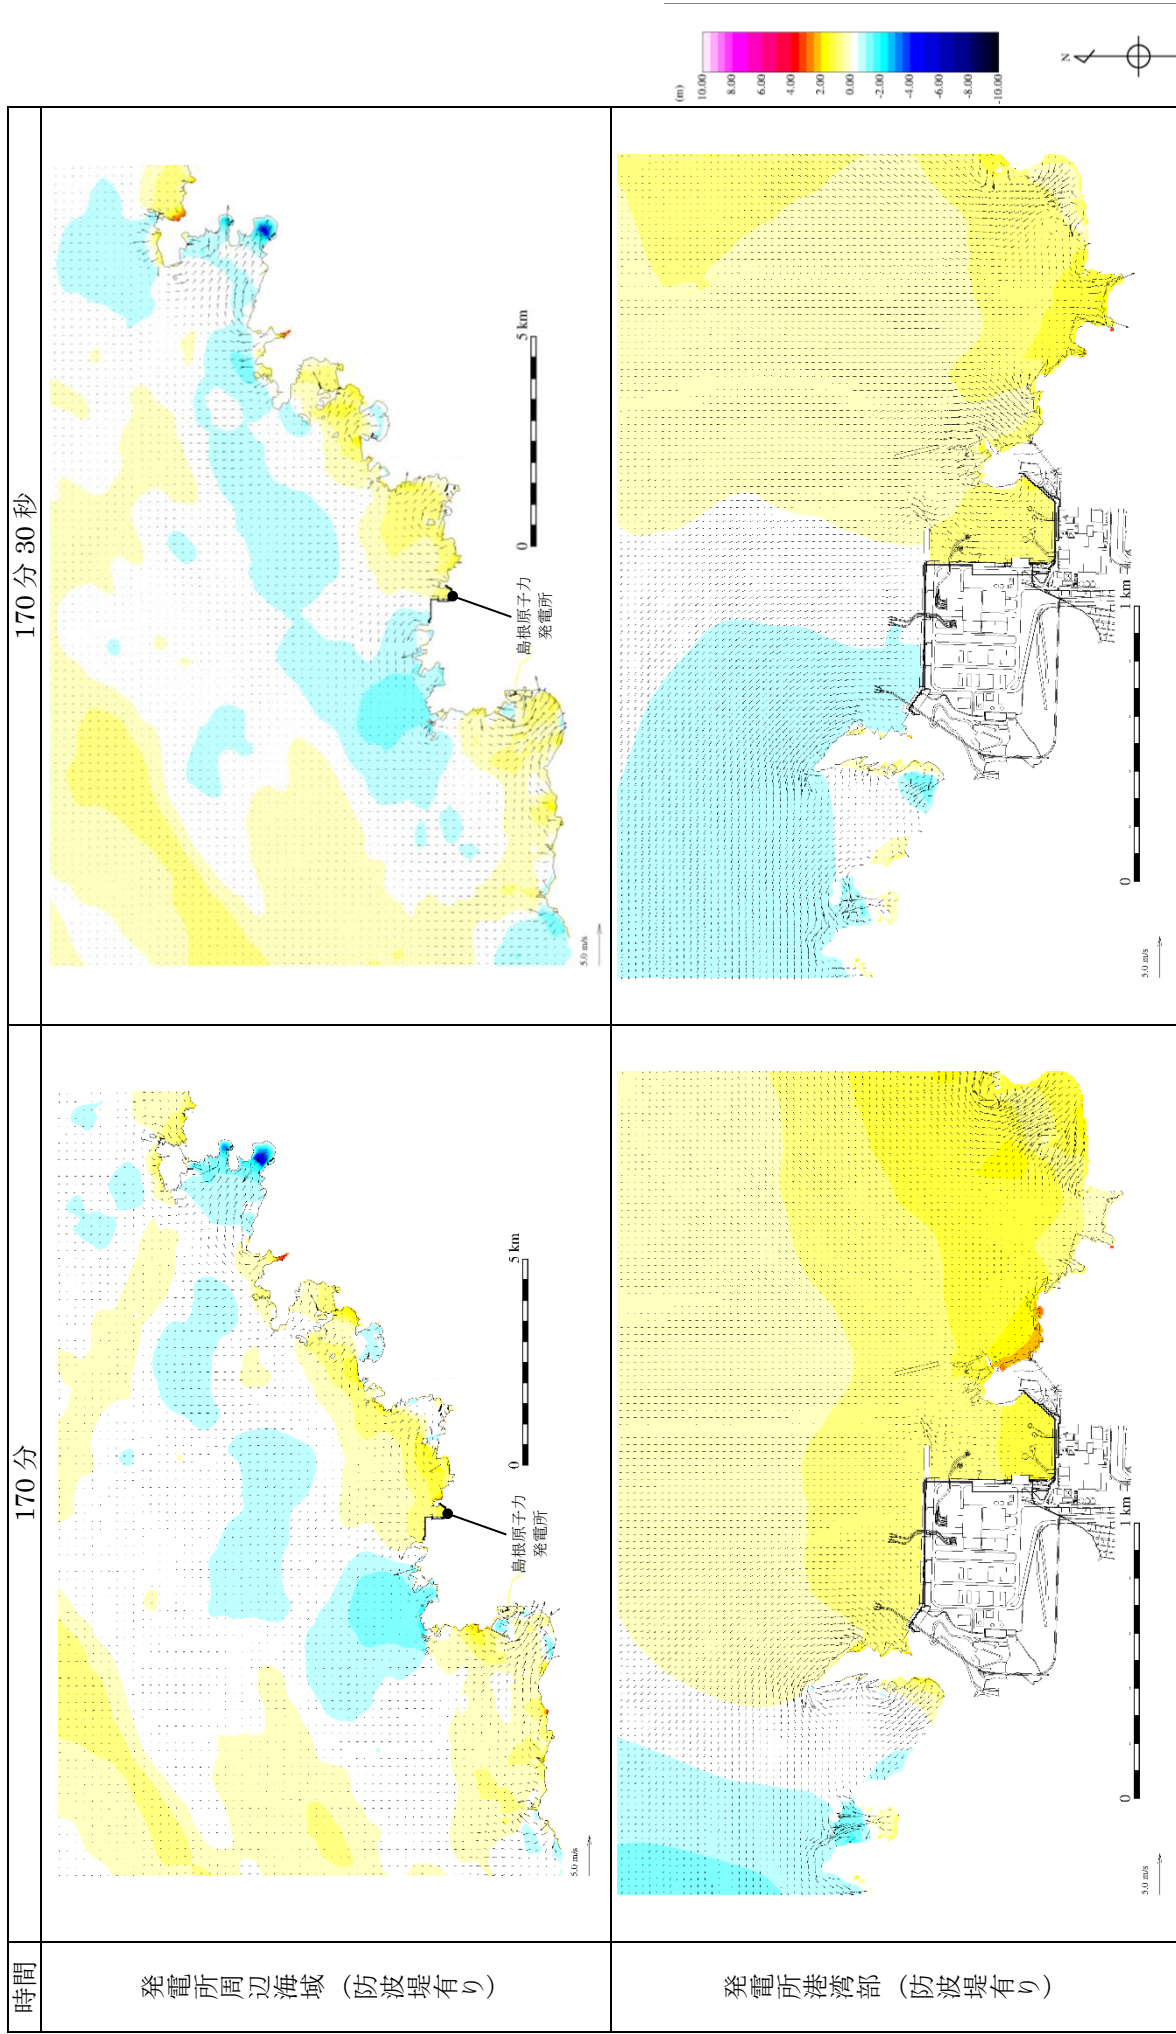 時間
170分
170分30秒
発電所周辺海域（防波堤有り）
島根原子力
発電所
0
5 km
5.0 m/s
島根原子力
発電所
0
5 km
5.0 m/s
発電所港湾部（防波堤有り）
0
1 km
5.0 m/s
0
1 km
5.0 m/s
(m)
10.00
8.00
6.00
4.00
2.00
0.00
-2.00
-4.00
-6.00
-8.00
-10.00
N